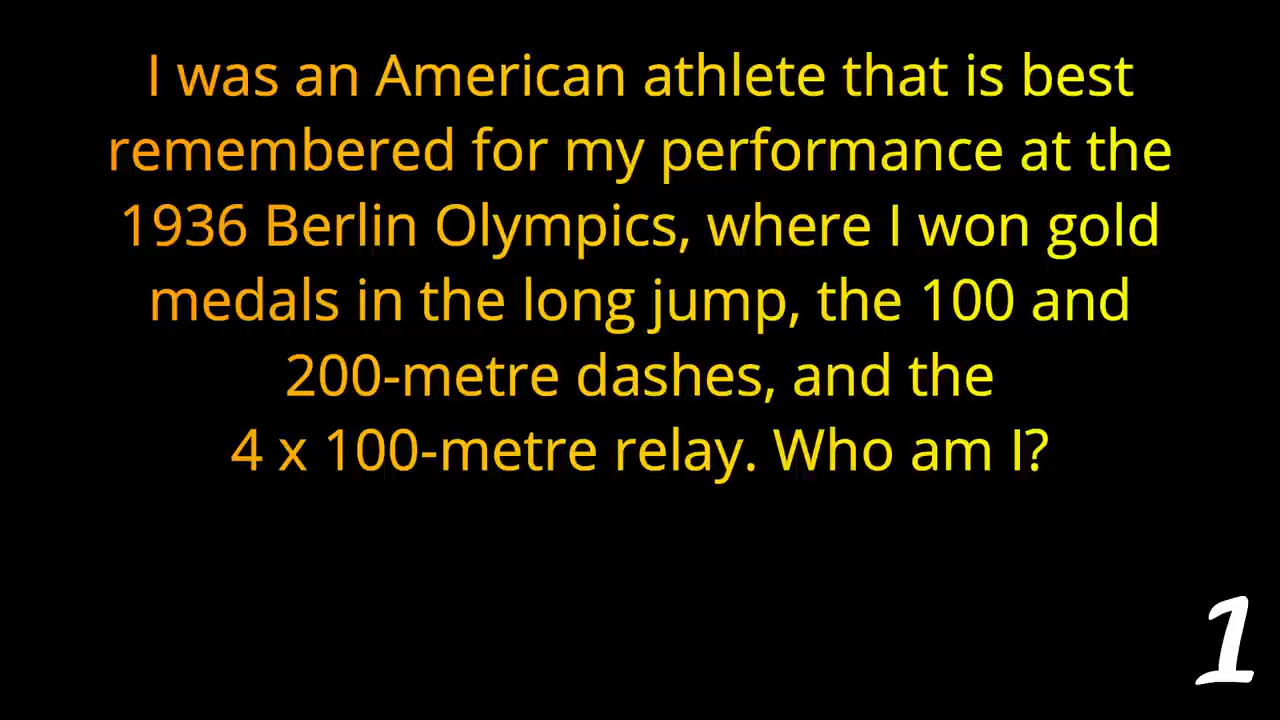 I was an American athlete that is best
remembered for my performance at the
1936 Berlin Olympics, where I won gold
medals in the long jump, the 100 and
200-metre dashes, and the
4 x 100-metre relay. Who am I?
1